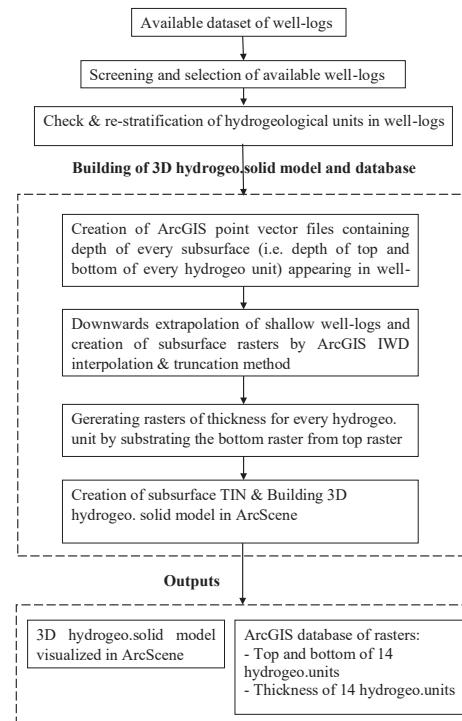 Available dataset of well-logs
Screening and selection of available well-logs
Check & re-stratification of hydrogeological units in well-logs
Building of 3D hydrogeo.solid model and database
Creation of ArcGIS point vector files containing
depth of every subsurface (i.e. depth of top and
bottom of every hydrogeo unit) appearing in well-
Downwards extrapolation of shallow well-logs and
creation of subsurface rasters by ArcGIS IWD
interpolation & truncation method
Gererating rasters of thickness for every hydrogeo.
unit by substrating the bottom raster from top raster
Creation of subsurface TIN & Building 3D
hydrogeo. solid model in ArcScene
Outputs
3D hydrogeo.solid model
visualized in ArcScene
ArcGIS database of rasters:
- Top and bottom of 14
hydrogeo.units
- Thickness of 14 hydrogeo.units